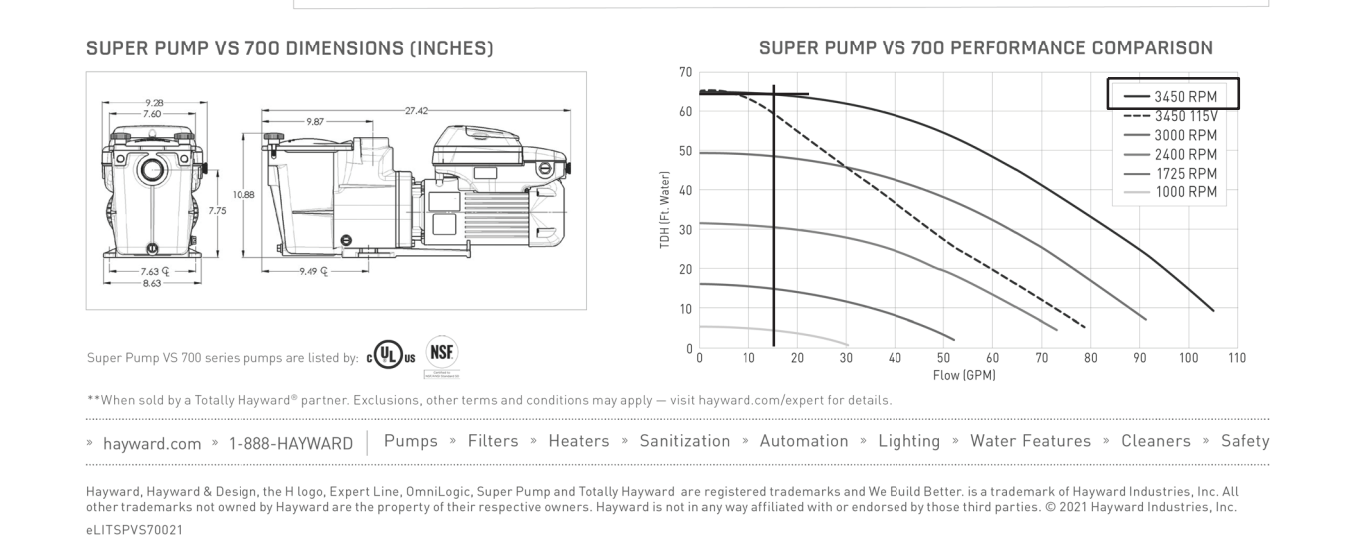 SUPER PUMP VS 700 DIMENSIONS (INCHES)
9.28
7.60
27.42
9.87
10.88
7.75
7.63 ℄
8.63
9.49 ℄
SUPER PUMP VS 700 PERFORMANCE COMPARISON
70
60
50
40
30
20
10
0
TDH (Ft. Water)
3450 RPM
3450 115V
3000 RPM
2400 RPM
1725 RPM
1000 RPM
0 10 20 30 40 50 60 70 80 90 100 110
Flow (GPM)
Super Pump VS 700 series pumps are listed by: c UL us NSF
**When sold by a Totally Hayward® partner. Exclusions, other terms and conditions may apply — visit hayward.com/expert for details.
» hayward.com » 1-888-HAYWARD | Pumps » Filters » Heaters » Sanitization » Automation » Lighting » Water Features » Cleaners » Safety
Hayward, Hayward & Design, the H logo, Expert Line, OmniLogic, Super Pump and Totally Hayward are registered trademarks and We Build Better. is a trademark of Hayward Industries, Inc. All
other trademarks not owned by Hayward are the property of their respective owners. Hayward is not in any way affiliated with or endorsed by those third parties. © 2021 Hayward Industries, Inc.
eLITSPVS70021